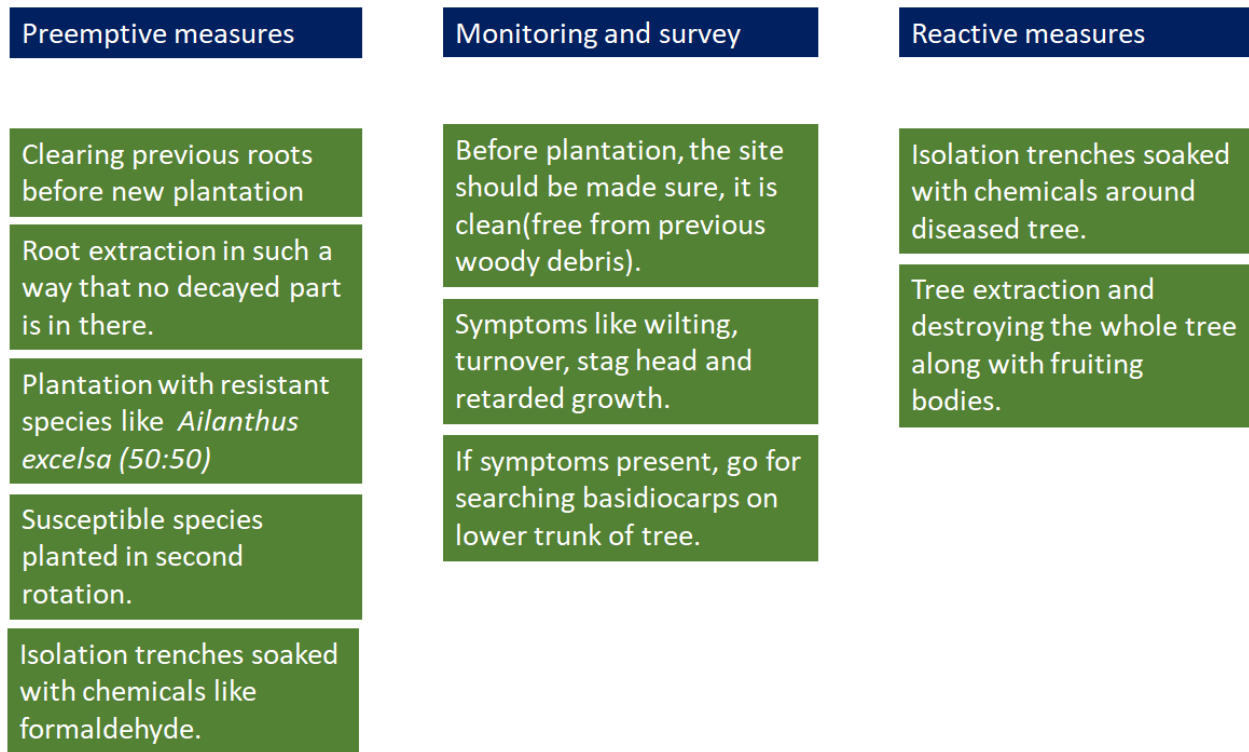 Preemptive measures
Clearing previous roots
before new plantation
Root extraction in such a
way that no decayed part
is in there.
Plantation with resistant
species like Ailanthus
excelsa (50:50)
Susceptible species
planted in second
rotation.
Isolation trenches soaked
with chemicals like
formaldehyde.
Monitoring and survey
Before plantation, the site
should be made sure, it is
clean(free from previous
woody debris).
Symptoms like wilting,
turnover, stag head and
retarded growth.
If symptoms present, go for
searching basidiocarps on
lower trunk of tree.
Reactive measures
Isolation trenches soaked
with chemicals around
diseased tree.
Tree extraction and
destroying the whole tree
along with fruiting
bodies.